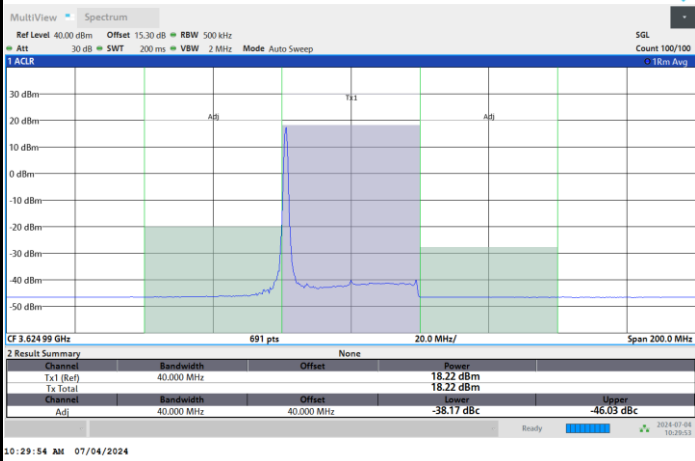 MultiView Spectrum
Ref Level 40.00 dBm Offset 15.30 dB RBW 500 kHz SGL
Att 30 dB SWT 200 ms VBW 2 MHz Mode Auto Sweep Count 100/100
1 ACLR 1Rm Avg
30 dBm
Tx1
20 dBm
Adj Adj
10 dBm
0 dBm
-10 dBm
-20 dBm
-30 dBm
-40 dBm
-50 dBm
CF 3.624 99 GHz 691 pts 20.0 MHz/ Span 200.0 MHz
2 Result Summary None
Channel Bandwidth Offset Power
Tx1 (Ref) 40.000 MHz 18.22 dBm
Tx Total 18.22 dBm
Channel Bandwidth Offset Lower Upper
Adj 40.000 MHz 40.000 MHz -38.17 dBc -46.03 dBc
Ready 2024-07-04
10:29:53
10:29:54 AM 07/04/2024